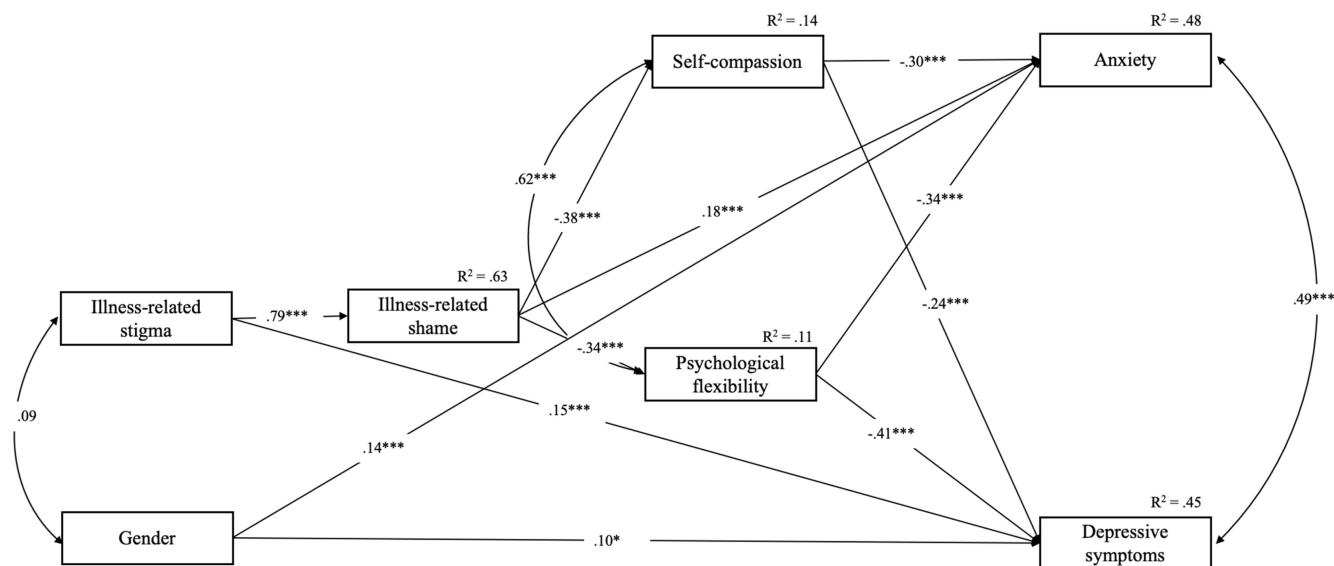 R² = .14
R² = .48
Self-compassion
-.30***
Anxiety
.62***
-.38***
.18***
-.34***
R² = .63
Illness-related
stigma
.79***
Illness-related
shame
-.24***
.49***
R² = .11
-.34***
Psychological
flexibility
.09
.15***
.14***
-.41***
R² = .45
Gender
.10*
Depressive
symptoms